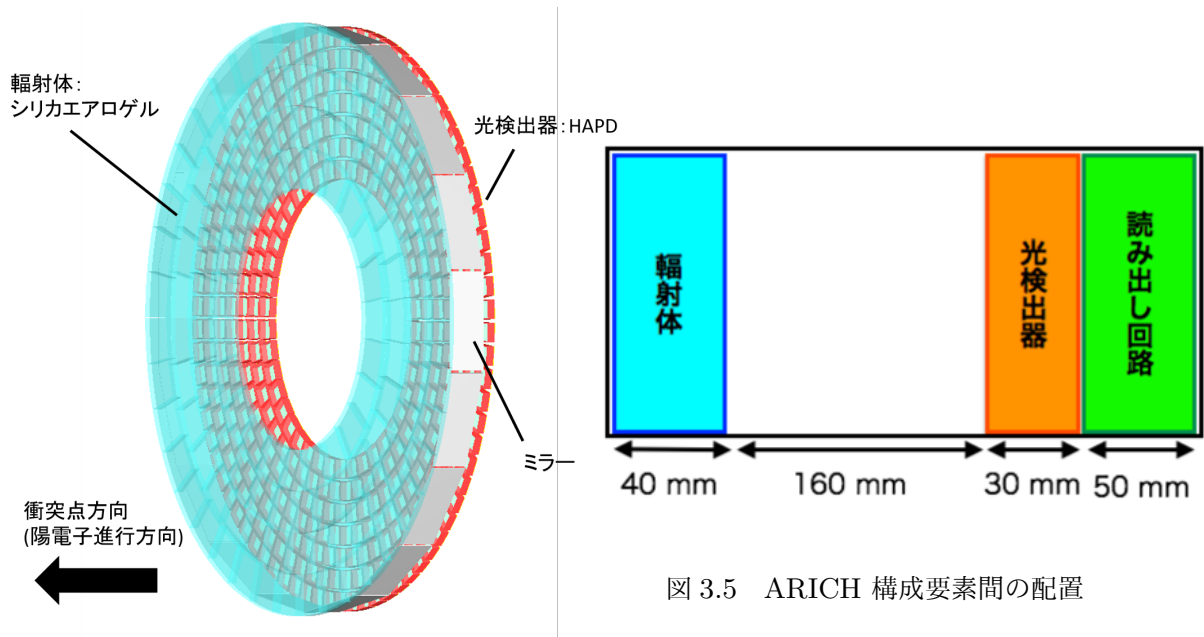 輻射体：
シリカエアロゲル
光検出器：HAPD
ミラー
衝突点方向
(陽電子進行方向)
輻射体
光検出器
読み出し回路
40 mm
160 mm
30 mm
50 mm
図 3.5 ARICH 構成要素間の配置